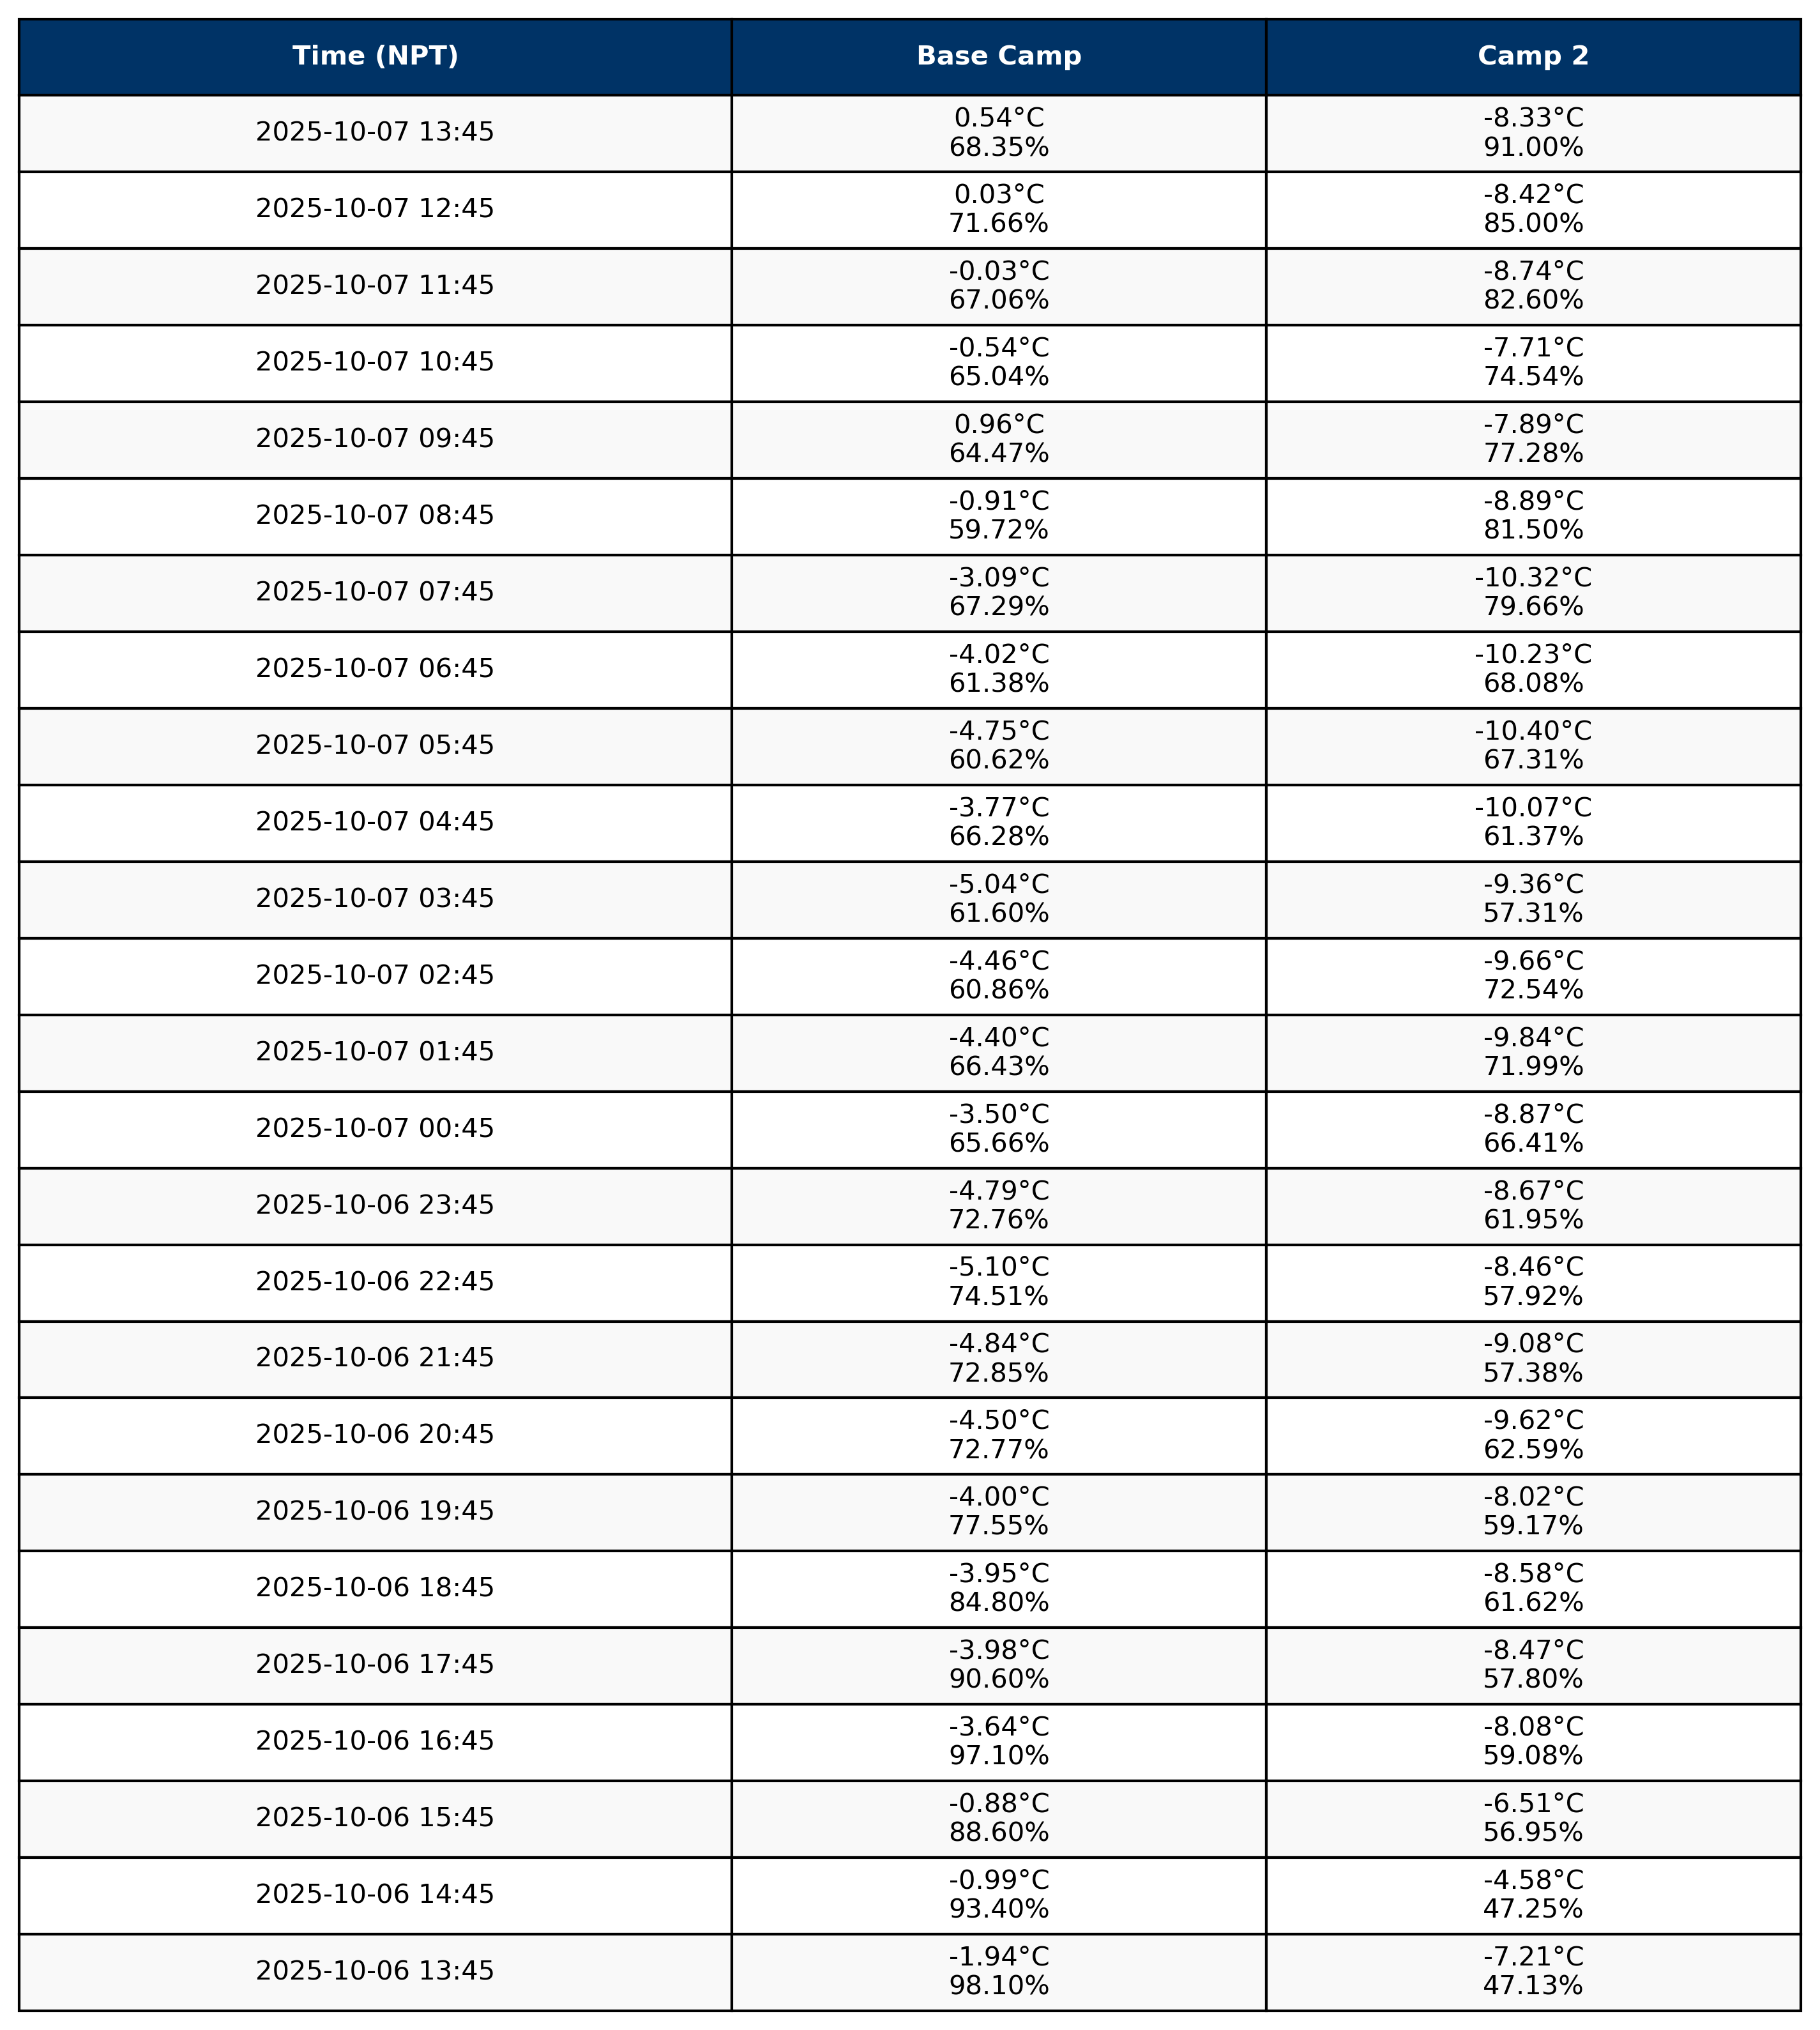 Time (NPT) Base Camp Camp 2
2025-10-07 13:45 0.54°C -8.33°C
68.35% 91.00%
2025-10-07 12:45 0.03°C -8.42°C
71.66% 85.00%
2025-10-07 11:45 -0.03°C -8.74°C
67.06% 82.60%
2025-10-07 10:45 -0.54°C -7.71°C
65.04% 74.54%
2025-10-07 09:45 0.96°C -7.89°C
64.47% 77.28%
2025-10-07 08:45 -0.91°C -8.89°C
59.72% 81.50%
2025-10-07 07:45 -3.09°C -10.32°C
67.29% 79.66%
2025-10-07 06:45 -4.02°C -10.23°C
61.38% 68.08%
2025-10-07 05:45 -4.75°C -10.40°C
60.62% 67.31%
2025-10-07 04:45 -3.77°C -10.07°C
66.28% 61.37%
2025-10-07 03:45 -5.04°C -9.36°C
61.60% 57.31%
2025-10-07 02:45 -4.46°C -9.66°C
60.86% 72.54%
2025-10-07 01:45 -4.40°C -9.84°C
66.43% 71.99%
2025-10-07 00:45 -3.50°C -8.87°C
65.66% 66.41%
2025-10-06 23:45 -4.79°C -8.67°C
72.76% 61.95%
2025-10-06 22:45 -5.10°C -8.46°C
74.51% 57.92%
2025-10-06 21:45 -4.84°C -9.08°C
72.85% 57.38%
2025-10-06 20:45 -4.50°C -9.62°C
72.77% 62.59%
2025-10-06 19:45 -4.00°C -8.02°C
77.55% 59.17%
2025-10-06 18:45 -3.95°C -8.58°C
84.80% 61.62%
2025-10-06 17:45 -3.98°C -8.47°C
90.60% 57.80%
2025-10-06 16:45 -3.64°C -8.08°C
97.10% 59.08%
2025-10-06 15:45 -0.88°C -6.51°C
88.60% 56.95%
2025-10-06 14:45 -0.99°C -4.58°C
93.40% 47.25%
2025-10-06 13:45 -1.94°C -7.21°C
98.10% 47.13%